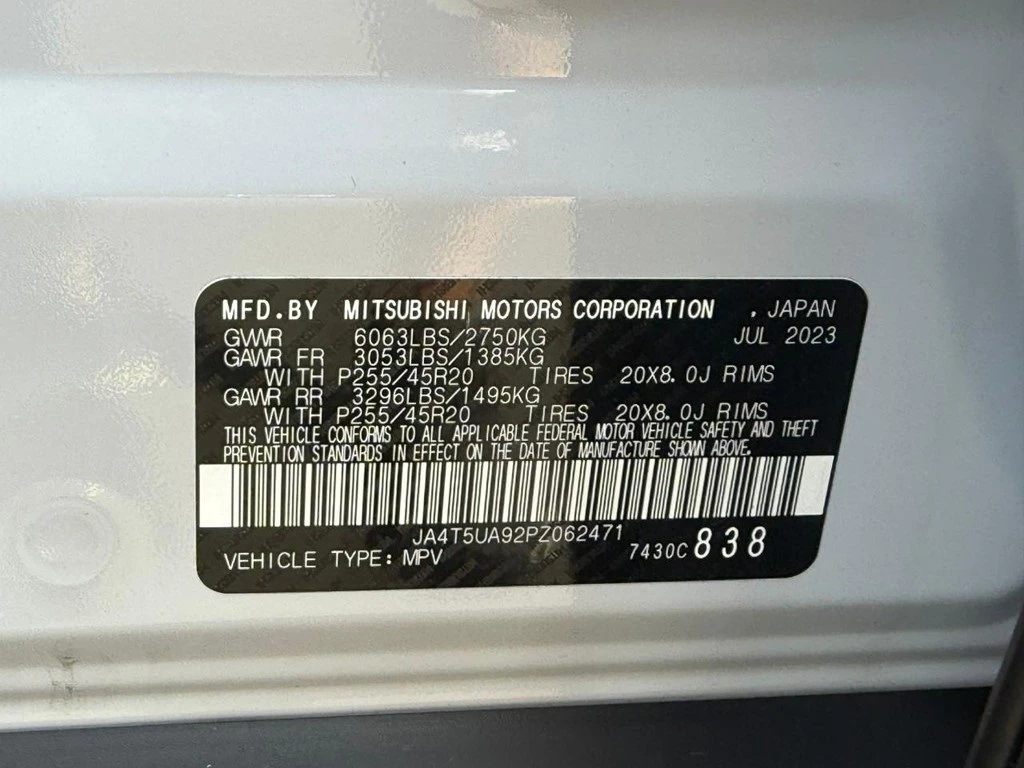 MFD.BY MITSUBISHI MOTORS CORPORATION . JAPAN
GVWR 6063LBS/2750KG JUL 2023
GAWR FR 3053LBS/1385KG
WITH P255/45R20 TIRES 20X8.0J RIMS
GAWR RR 3296LBS/1495KG
WITH P255/45R20 TIRES 20X8.0J RIMS
THIS VEHICLE CONFORMS TO ALL APPLICABLE FEDERAL MOTOR VEHICLE SAFETY AND THEFT
PREVENTION STANDARDS IN EFFECT ON THE DATE OF MANUFACTURE SHOWN ABOVE.
JA4T5UA92PZ062471
VEHICLE TYPE: MPV 7430C 838